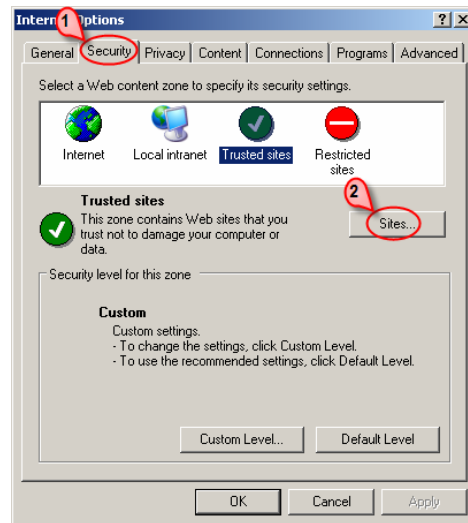 Internet Options
1
General Security Privacy Content Connections Programs Advanced
Select a Web content zone to specify its security settings.
Internet Local intranet Trusted sites Restricted
sites
Trusted sites
This zone contains Web sites that you
trust not to damage your computer or
data.
2
Sites...
Security level for this zone
Custom
Custom settings.
- To change the settings, click Custom Level.
- To use the recommended settings, click Default Level.
Custom Level... Default Level
OK Cancel Apply